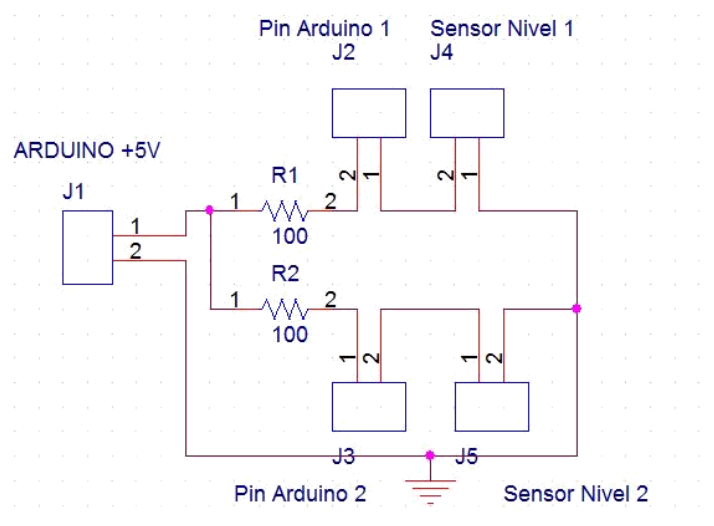 Pin Arduino 1
Sensor Nivel 1
J2
J4
ARDUINO +5V
J1
R1
2
1
2
1
1
2
1
2
100
R2
1
2
100
1
2
1
2
J3
J5
Pin Arduino 2
Sensor Nivel 2